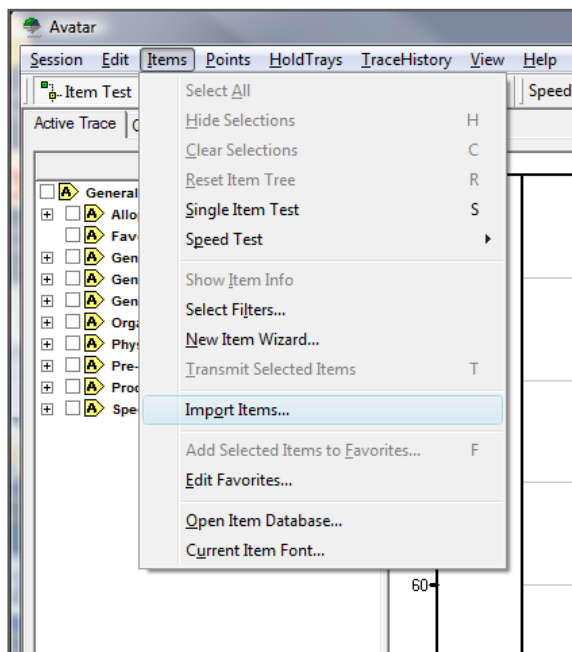 Avatar
Session Edit Items Points HoldTrays TraceHistory View Help
Item Test
Speed
Active Trace
Select All
Hide Selections H
Clear Selections C
Reset Item Tree R
Single Item Test S
Speed Test
Show Item Info
Select Filters...
New Item Wizard...
Transmit Selected Items T
Import Items...
Add Selected Items to Favorites... F
Edit Favorites...
Open Item Database...
Current Item Font...
A General
A Allo
A Fav
A Gen
A Gen
A Gen
A Orga
A Phy
A Pre-
A Prod
A Spe
60